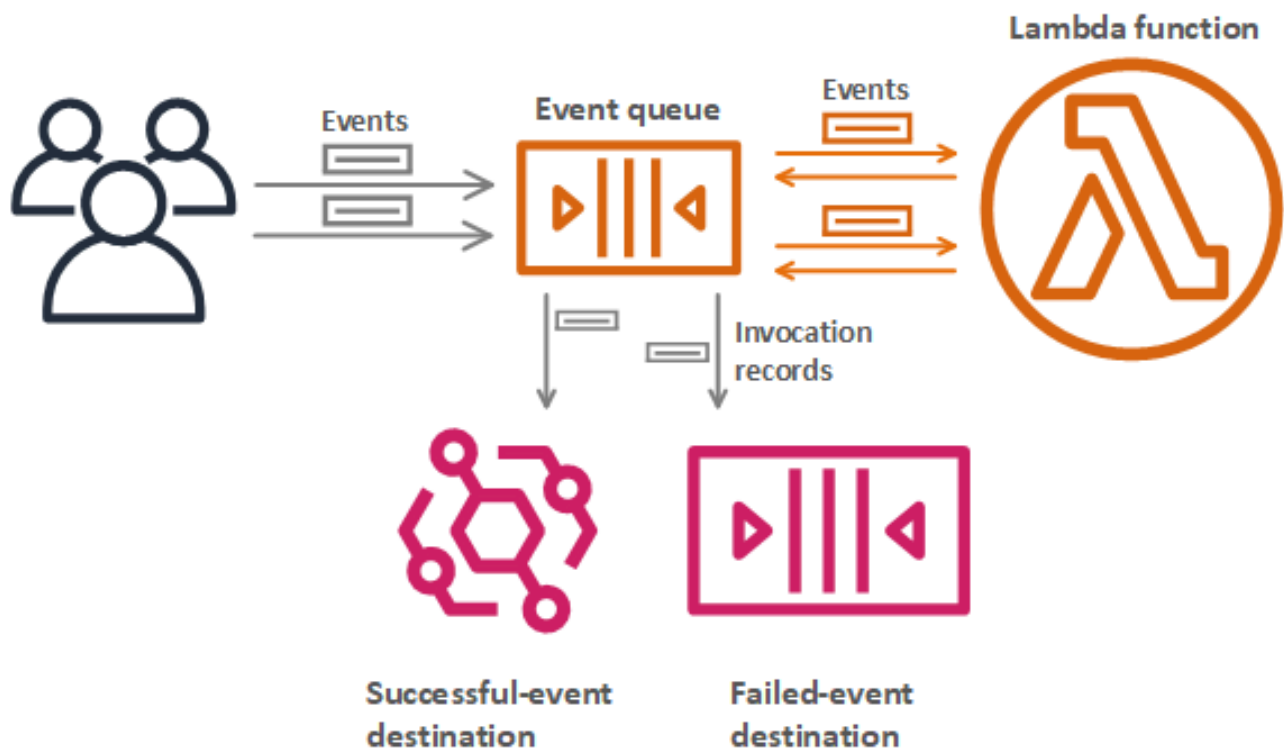 Lambda function
Events
Event queue
Events
Invocation
records
Successful-event
destination
Failed-event
destination